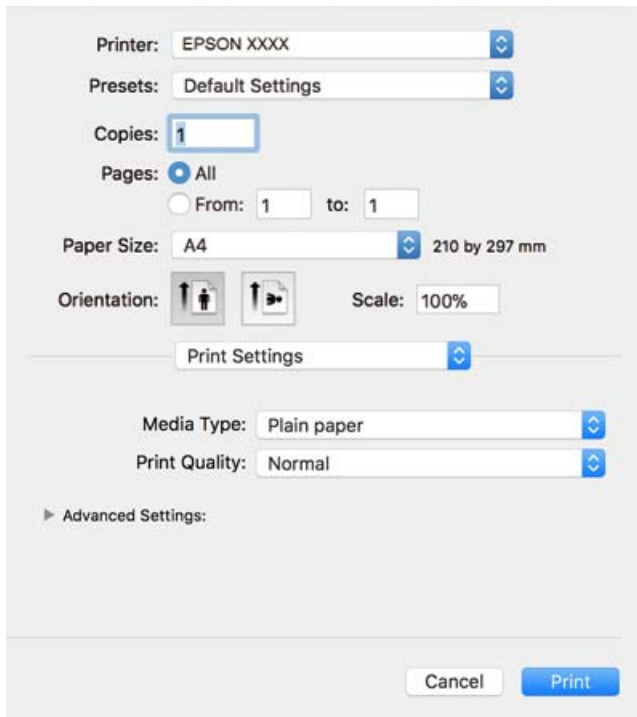 Printer: EPSON XXXX
Presets: Default Settings
Copies: 1
Pages: All
From: 1 to: 1
Paper Size: A4 210 by 297 mm
Orientation: Scale: 100%
Print Settings
Media Type: Plain paper
Print Quality: Normal
Advanced Settings:
Cancel Print